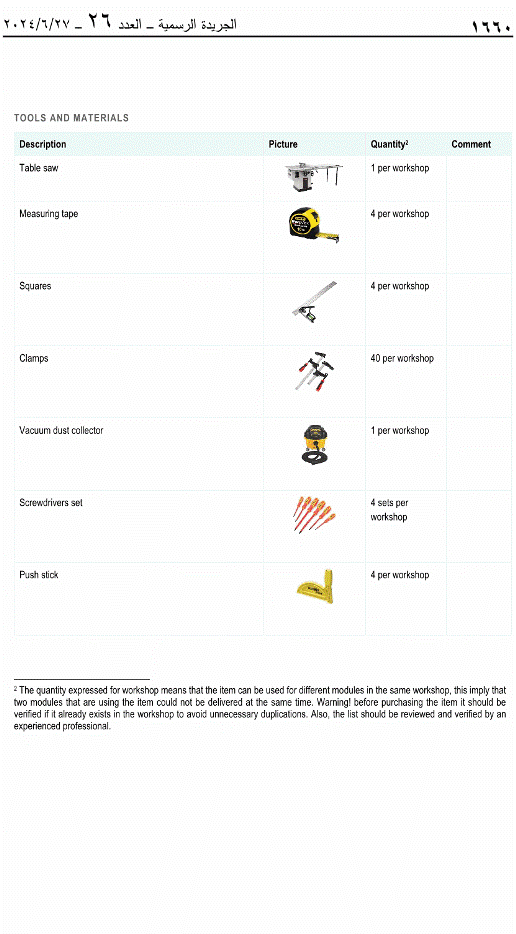 ١٦٦٠ الجريدة الرسمية ــ العدد ٢٦ ــ ٢٠٢٤/٦/٢٧
TOOLS AND MATERIALS
Description Picture Quantity² Comment
Table saw 1 per workshop
Measuring tape 4 per workshop
Squares 4 per workshop
Clamps 40 per workshop
Vacuum dust collector 1 per workshop
Screwdrivers set 4 sets per
workshop
Push stick 4 per workshop
² The quantity expressed for workshop means that the item can be used for different modules in the same workshop, this imply that
two modules that are using the item could not be delivered at the same time. Warning! before purchasing the item it should be
verified if it already exists in the workshop to avoid unnecessary duplications. Also, the list should be reviewed and verified by an
experienced professional.